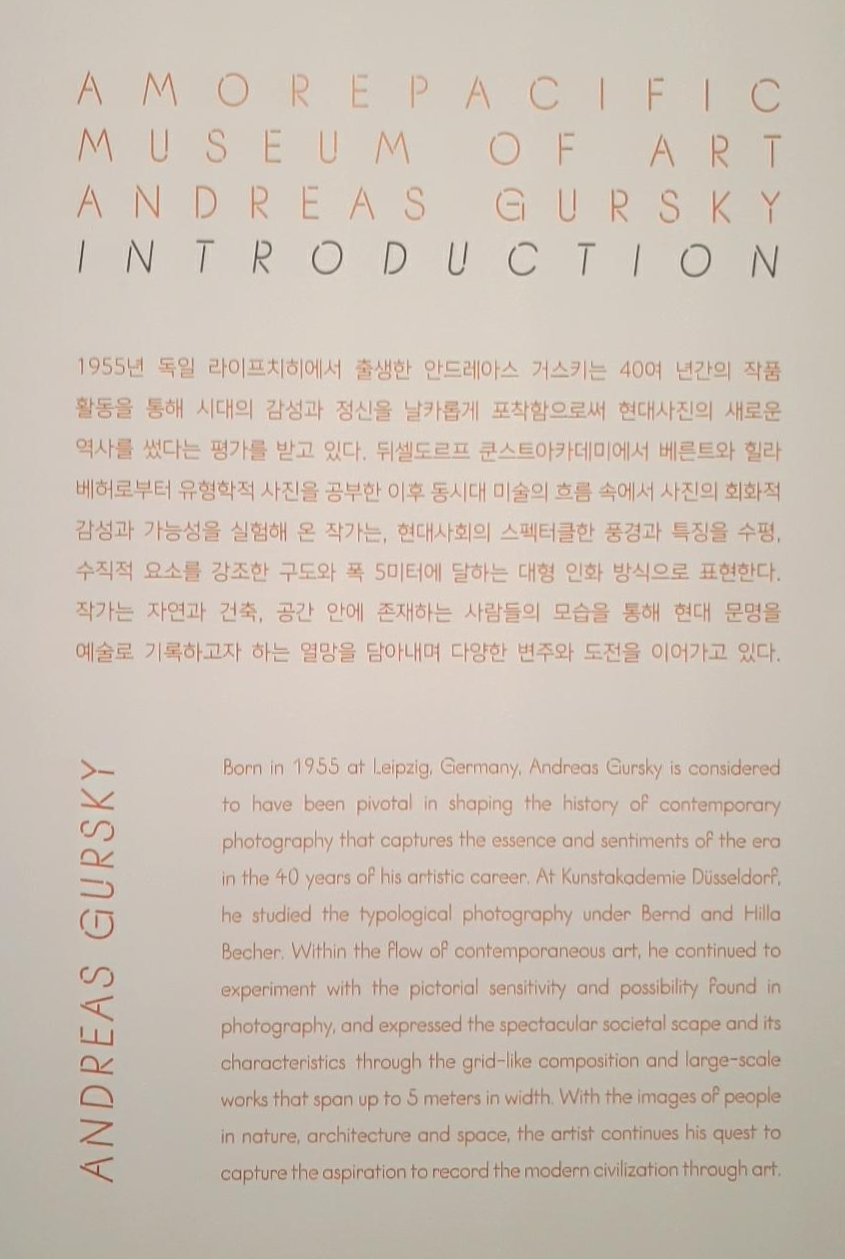 AMOREPACIFIC
MUSEUM OF ART
ANDREAS GURSKY
INTRODUCTION
1955년 독일 라이프치히에서 출생한 안드레아스 거스키는 40여 년간의 작품
활동을 통해 시대의 감성과 정신을 날카롭게 포착함으로써 현대사진의 새로운
역사를 썼다는 평가를 받고 있다. 뒤셀도르프 쿤스트아카데미에서 베른트와 힐라
베허로부터 유형학적 사진을 공부한 이후 동시대 미술의 흐름 속에서 사진의 회화적
감성과 가능성을 실험해 온 작가는, 현대사회의 스펙터클한 풍경과 특징을 수평,
수직적 요소를 강조한 구도와 폭 5미터에 달하는 대형 인화 방식으로 표현한다.
작가는 자연과 건축, 공간 안에 존재하는 사람들의 모습을 통해 현대 문명을
예술로 기록하고자 하는 열망을 담아내며 다양한 변주와 도전을 이어가고 있다.
ANDREAS GURSKY
Born in 1955 at Leipzig, Germany, Andreas Gursky is considered
to have been pivotal in shaping the history of contemporary
photography that captures the essence and sentiments of the era
in the 40 years of his artistic career. At Kunstakademie Düsseldorf,
he studied the typological photography under Bernd and Hilla
Becher. Within the flow of contemporaneous art, he continued to
experiment with the pictorial sensitivity and possibility found in
photography, and expressed the spectacular societal scape and its
characteristics through the grid-like composition and large-scale
works that span up to 5 meters in width. With the images of people
in nature, architecture and space, the artist continues his quest to
capture the aspiration to record the modern civilization through art.